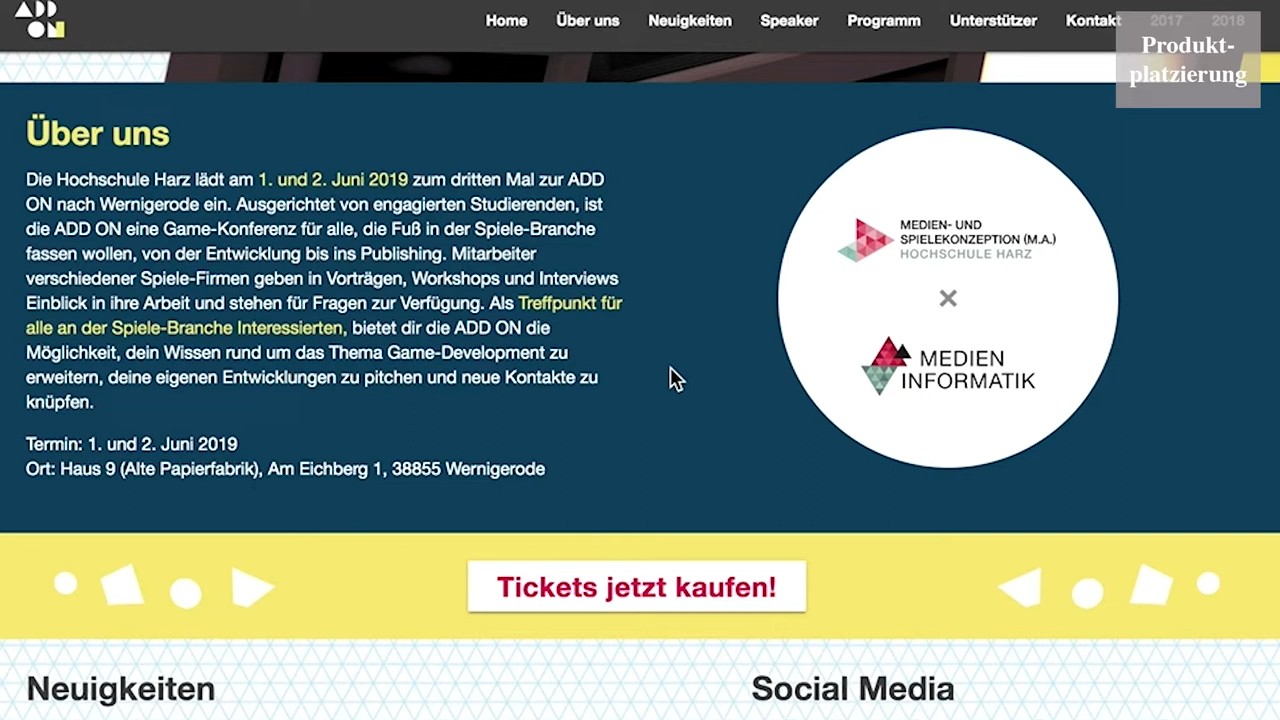 ADD
ON
Home Über uns Neuigkeiten Speaker Programm Unterstützer Kontakt 2017 2018
Produkt-
platzierung
Über uns
Die Hochschule Harz lädt am 1. und 2. Juni 2019 zum dritten Mal zur ADD
ON nach Wernigerode ein. Ausgerichtet von engagierten Studierenden, ist
die ADD ON eine Game-Konferenz für alle, die Fuß in der Spiele-Branche
fassen wollen, von der Entwicklung bis ins Publishing. Mitarbeiter
verschiedener Spiele-Firmen geben in Vorträgen, Workshops und Interviews
Einblick in ihre Arbeit und stehen für Fragen zur Verfügung. Als Treffpunkt für
alle an der Spiele-Branche Interessierten, bietet dir die ADD ON die
Möglichkeit, dein Wissen rund um das Thema Game-Development zu
erweitern, deine eigenen Entwicklungen zu pitchen und neue Kontakte zu
knüpfen.
Termin: 1. und 2. Juni 2019
Ort: Haus 9 (Alte Papierfabrik), Am Eichberg 1, 38855 Wernigerode
MEDIEN- UND
SPIELEKONZEPTION (M.A.)
HOCHSCHULE HARZ
×
MEDIEN
INFORMATIK
Tickets jetzt kaufen!
Neuigkeiten
Social Media